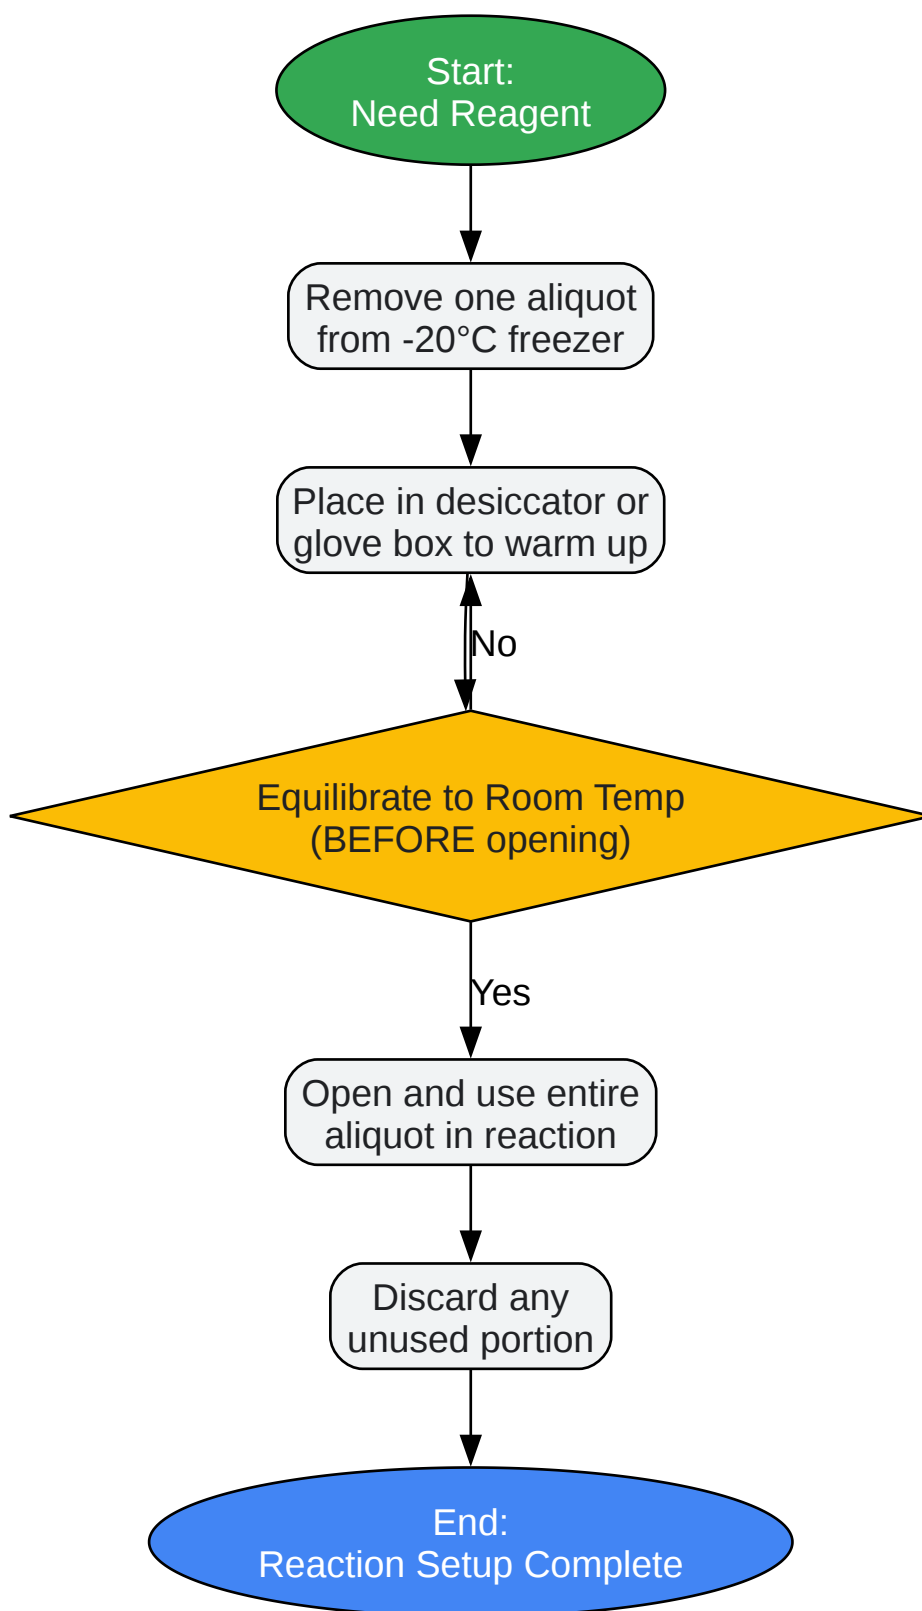 Start:
Need Reagent
Remove one aliquot
from -20°C freezer
Place in desiccator or
glove box to warm up
No
Equilibrate to Room Temp
(BEFORE opening)
Yes
Open and use entire
aliquot in reaction
Discard any
unused portion
End:
Reaction Setup Complete